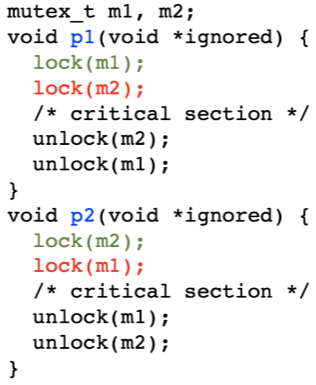 mutex_t m1, m2;
void p1(void *ignored) {
  lock(m1);
  lock(m2);
  /* critical section */
  unlock(m2);
  unlock(m1);
}
void p2(void *ignored) {
  lock(m2);
  lock(m1);
  /* critical section */
  unlock(m1);
  unlock(m2);
}